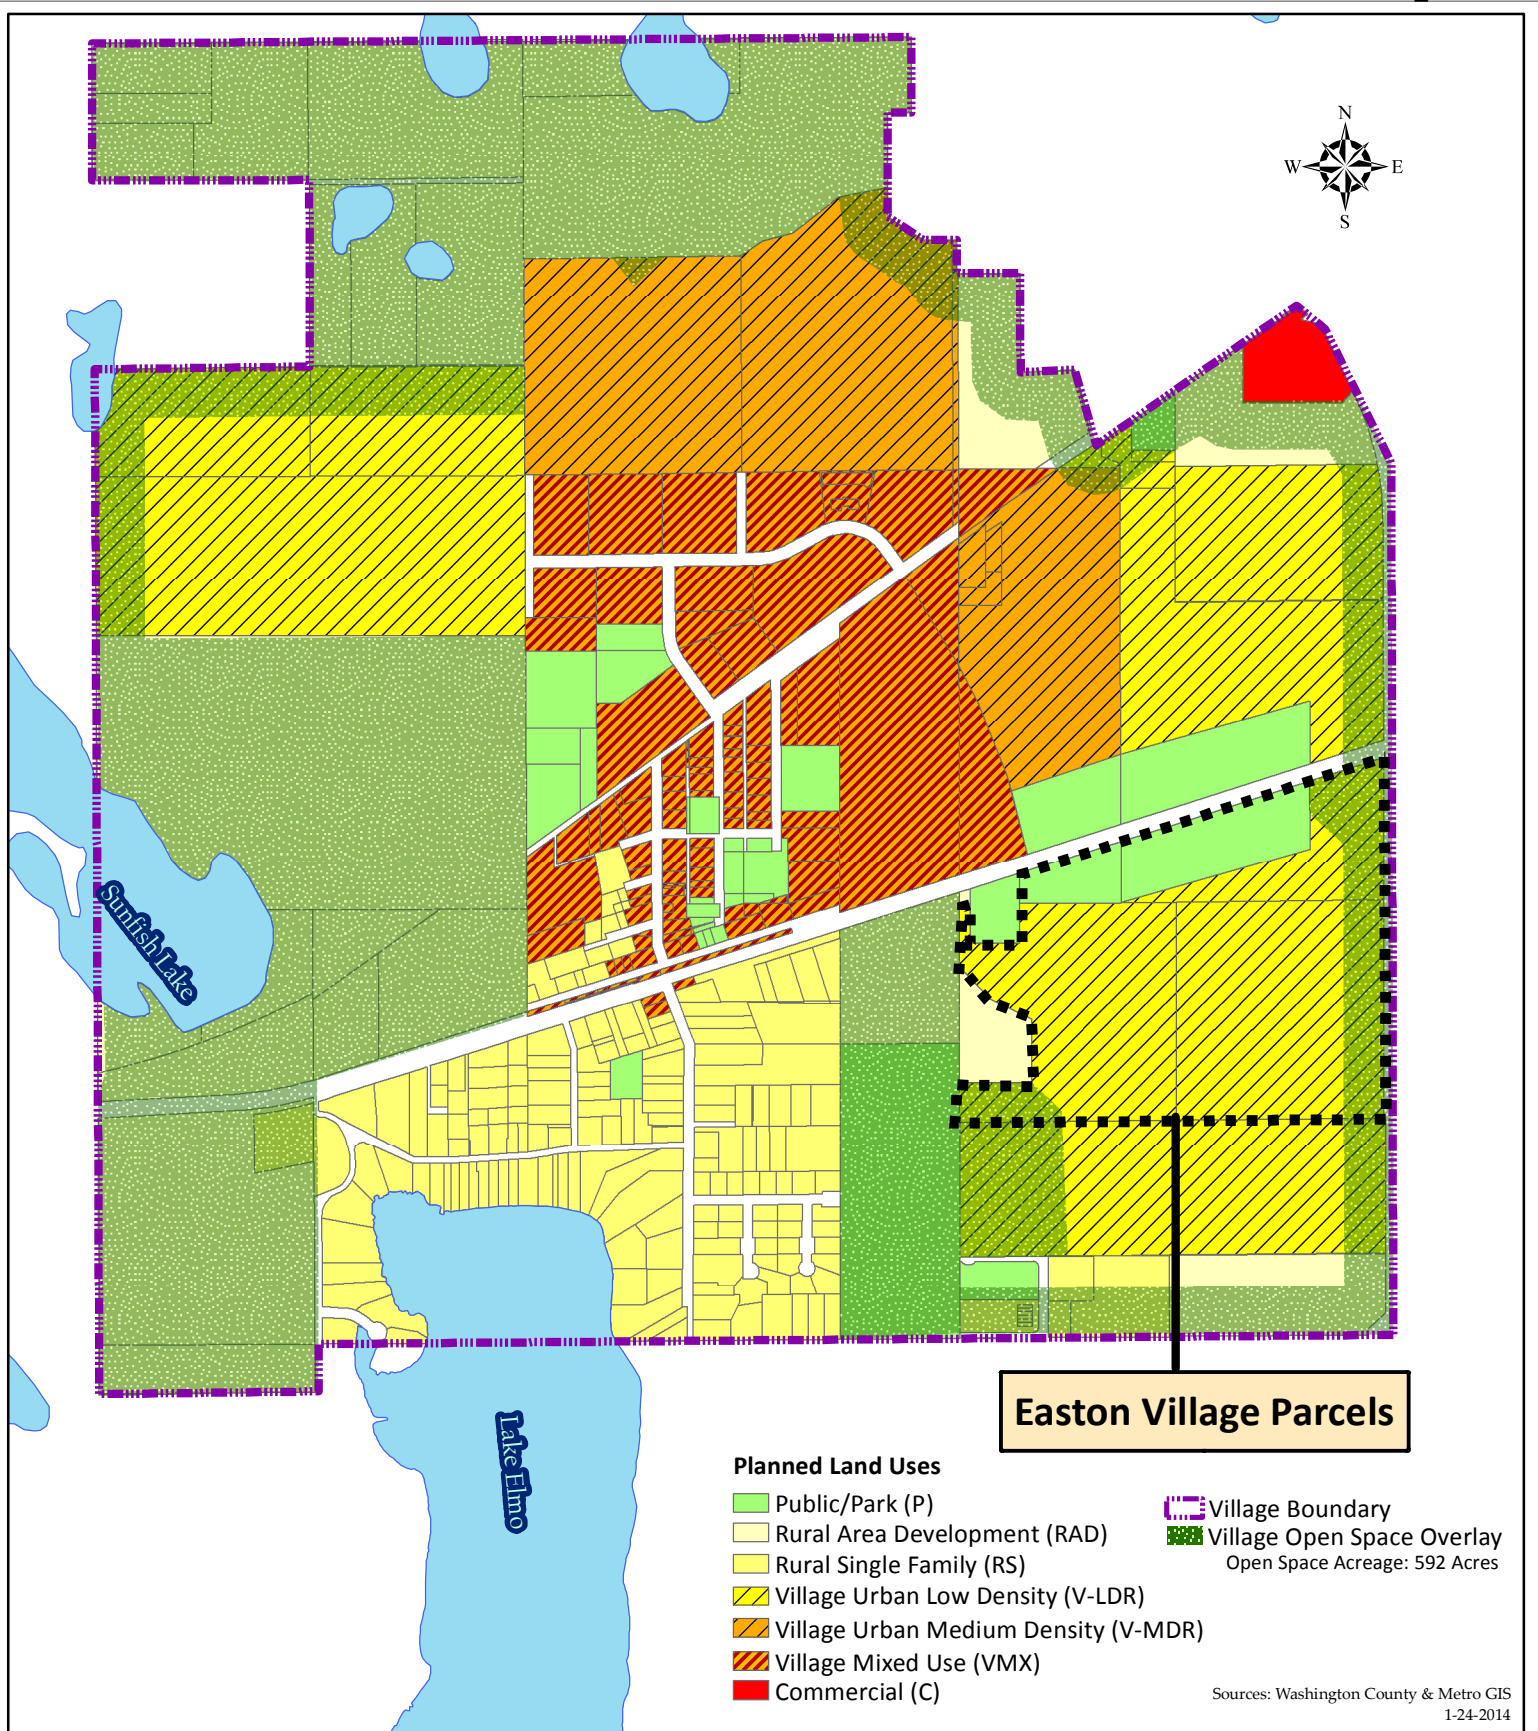 N
W
E
S
Sunfish Lake
Lake Elmo
Easton Village Parcels
Planned Land Uses
Public/Park (P)
Rural Area Development (RAD)
Rural Single Family (RS)
Village Urban Low Density (V-LDR)
Village Urban Medium Density (V-MDR)
Village Mixed Use (VMX)
Commercial (C)
Village Boundary
Village Open Space Overlay
Open Space Acreage: 592 Acres
Sources: Washington County & Metro GIS
1-24-2014